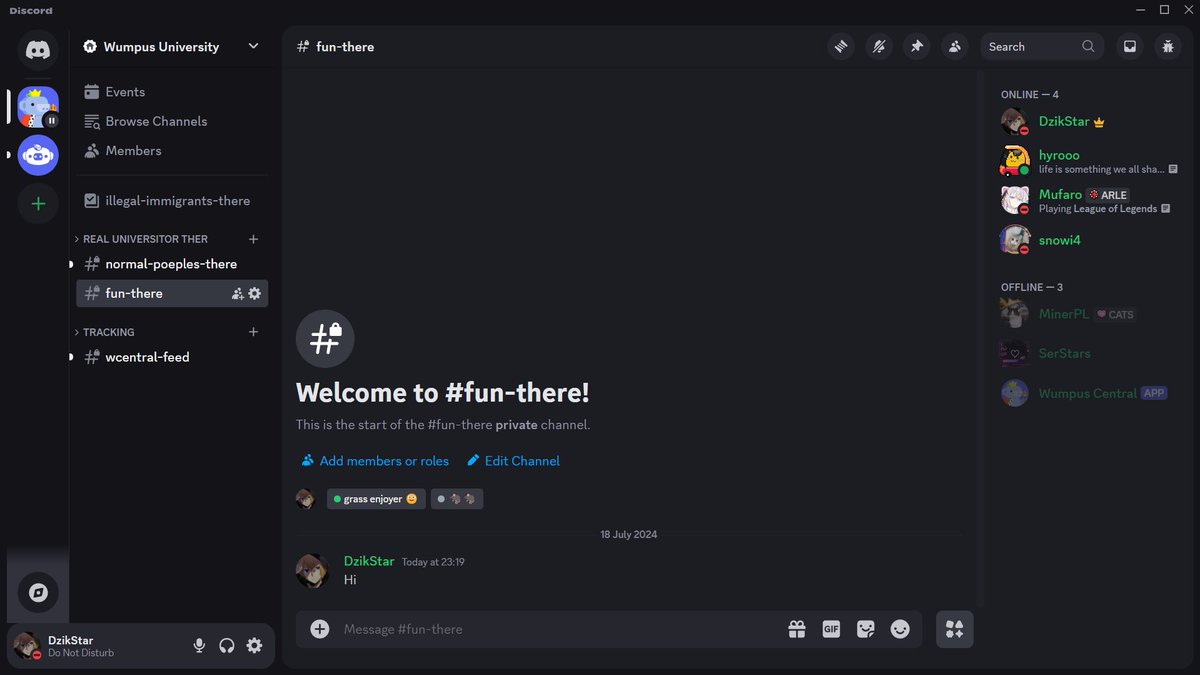 Discord
Wumpus University
Events
Browse Channels
Members
illegal-immigrants-there
REAL UNIVERSITOR THER
normal-poeples-there
fun-there
TRACKING
wcentral-feed
DzikStar
Do Not Disturb
fun-there
Search
Welcome to #fun-there!
This is the start of the #fun-there private channel.
Add members or roles
Edit Channel
grass enjoyer
18 July 2024
DzikStar Today at 23:19
Hi
Message #fun-there
GIF
ONLINE — 4
DzikStar
hyrooo
life is something we all sha...
Mufaro ARLE
Playing League of Legends
snowi4
OFFLINE — 3
MinerPL CATS
SerStars
Wumpus Central APP